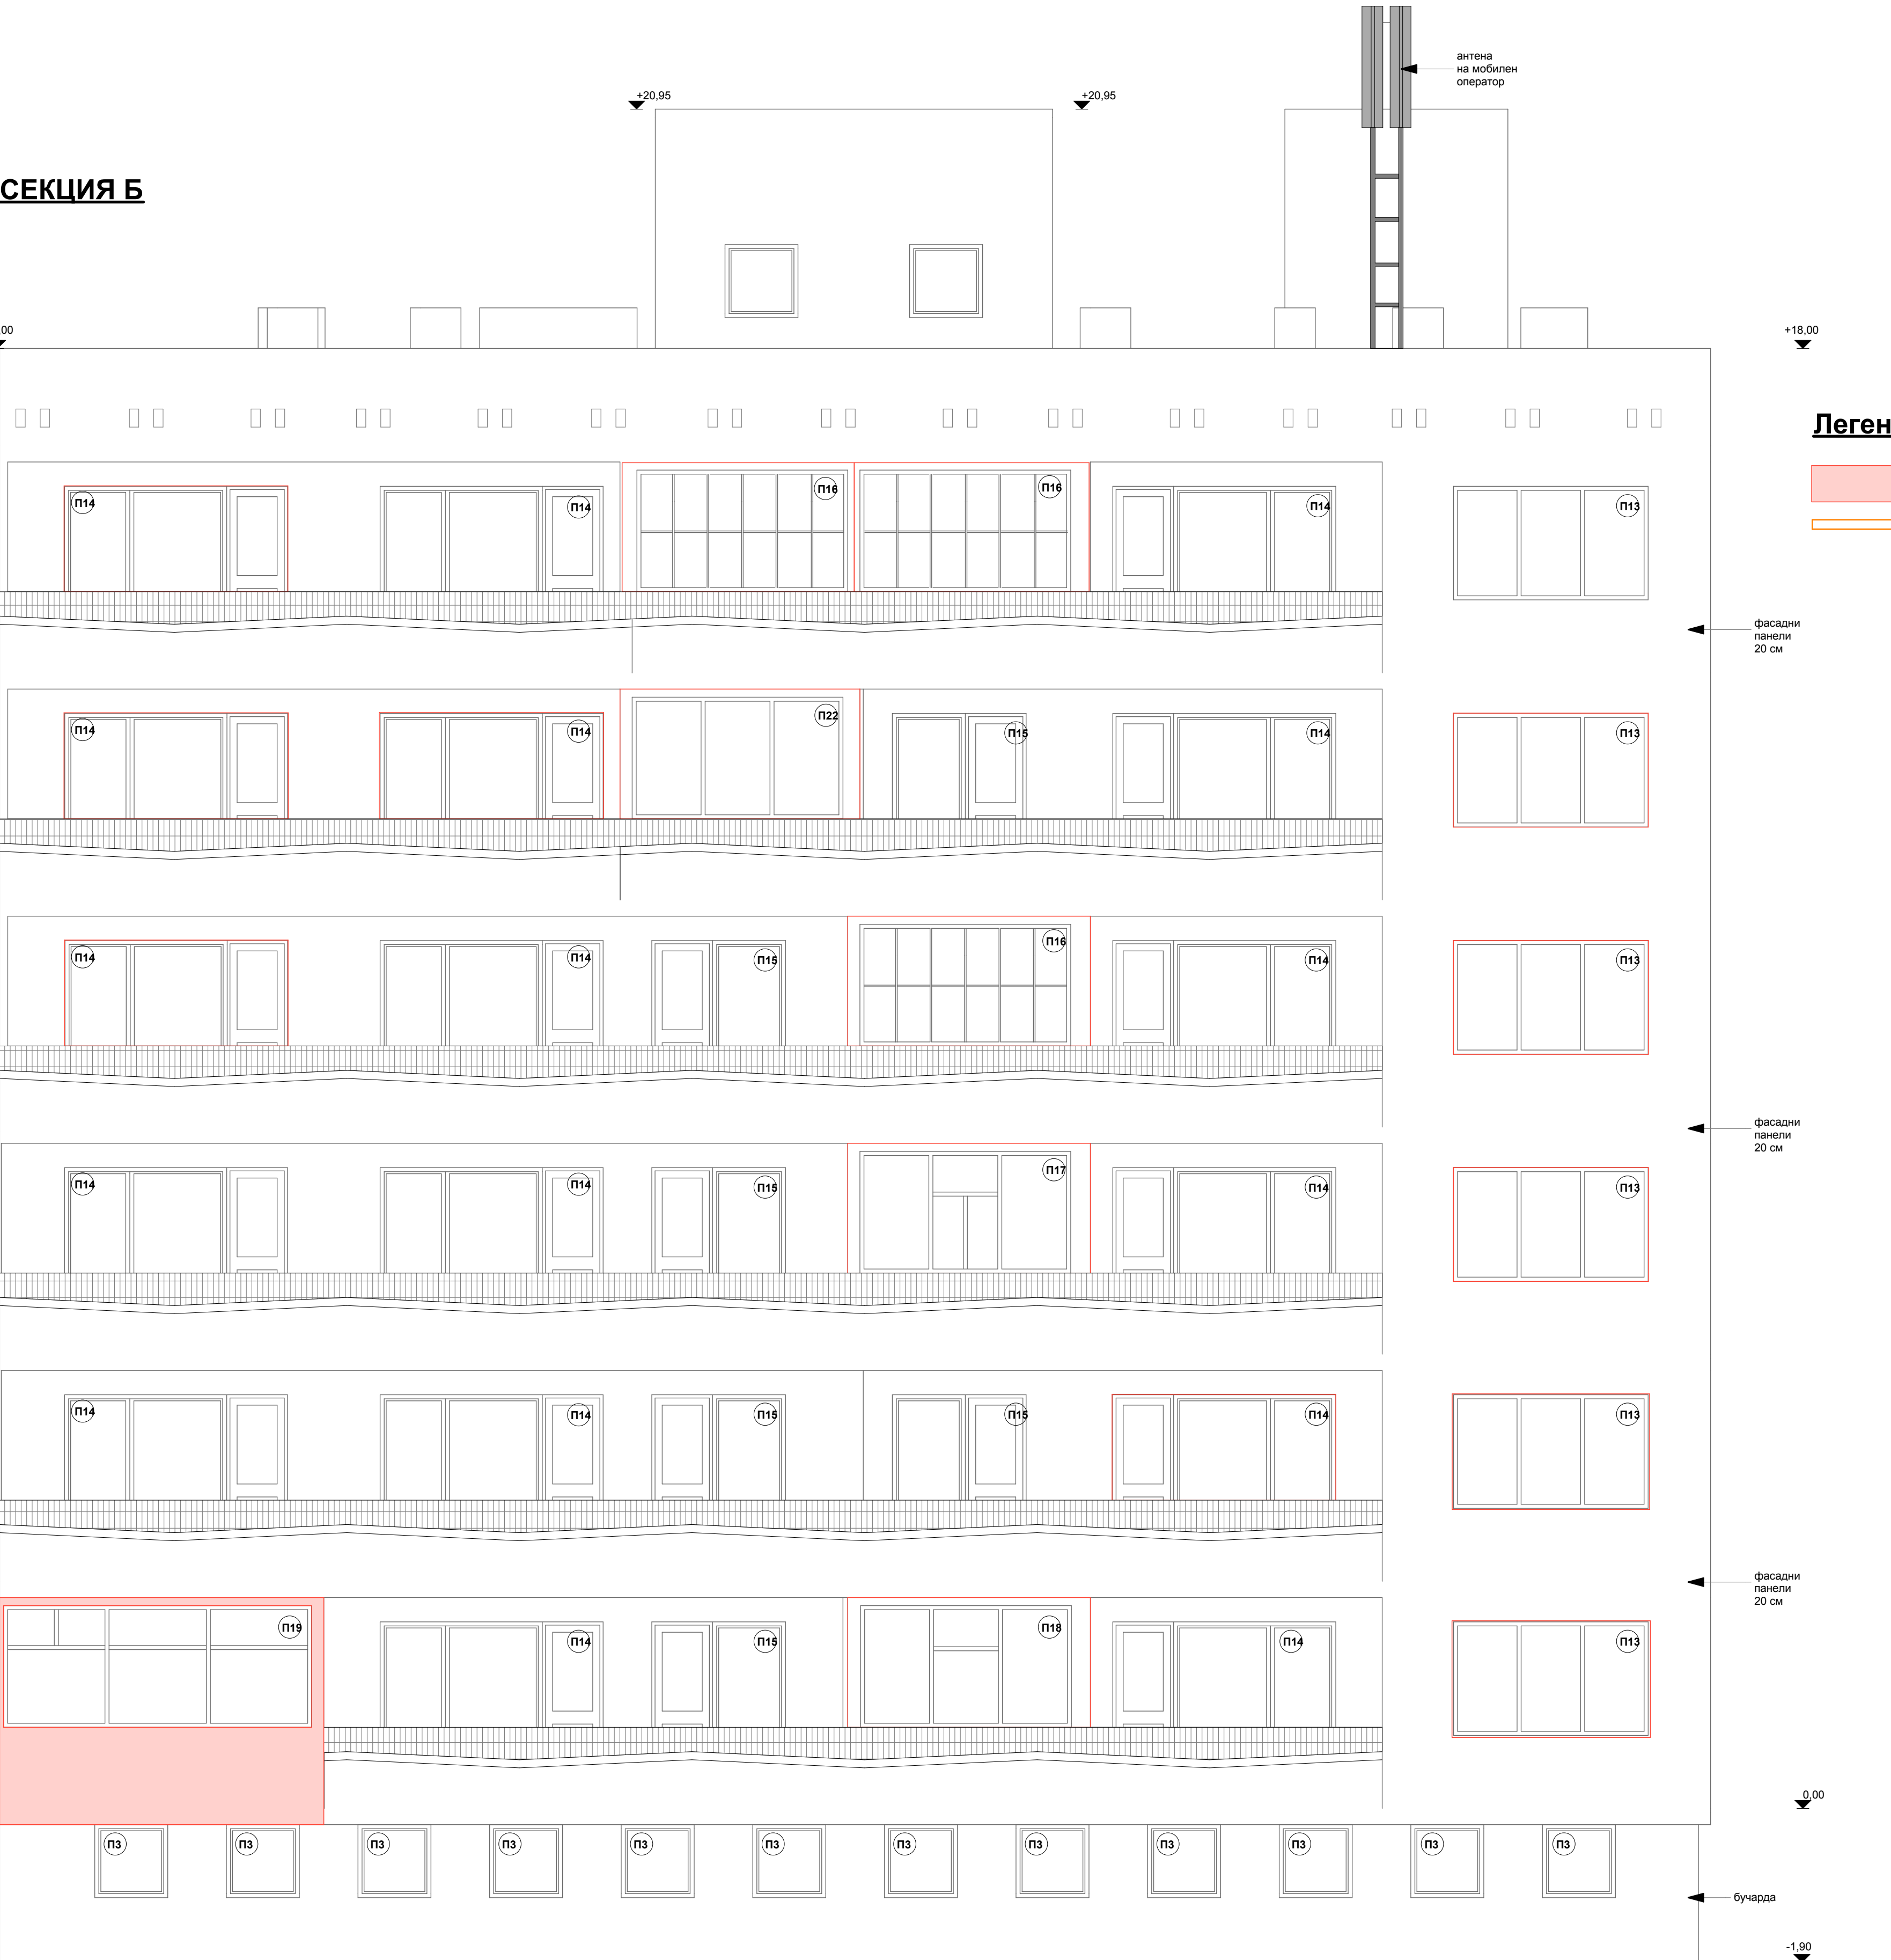 антена
на мобилен
оператор
+20,95
+20,95
СЕКЦИЯ Б
,00
+18,00
Леген
П14
П14
П16
П16
П14
П13
фасадни
панели
20 см
П14
П14
П22
П15
П14
П13
П14
П14
П15
П16
П14
П13
фасадни
панели
20 см
П14
П14
П15
П17
П14
П13
П14
П14
П15
П15
П14
П13
фасадни
панели
20 см
П19
П14
П15
П18
П14
П13
0,00
П3
П3
П3
П3
П3
П3
П3
П3
П3
П3
П3
П3
бучарда
-1,90